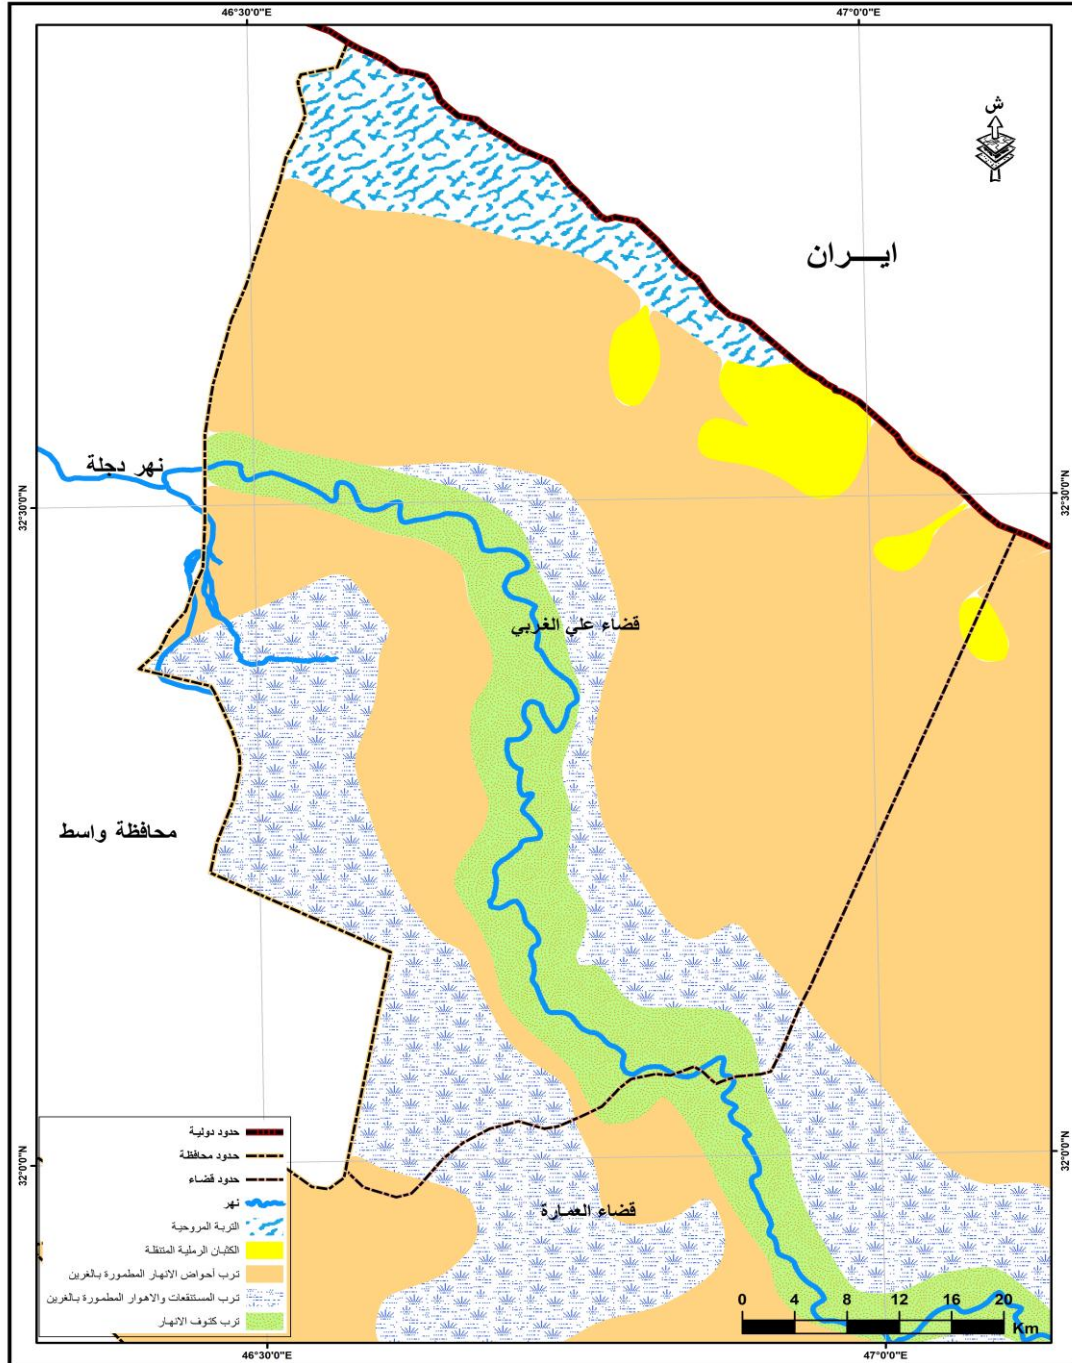 46°30'0"E
47°0'0"E
ش
ايـــران
نهر دجلة
32°30'0"N
32°30'0"N
قضاء علي الغربي
محافظة واسط
حدود دولية
حدود محافظة
حدود قضاء
نهر
التربة المروحية
الكثبان الرملية المتنقلة
ترب أحواض الانهار المطمورة بالغرين
ترب المستنقعات والاهوار المطمورة بالغرين
ترب كتوف الانهار
32°0'0"N
32°0'0"N
قضاء العمارة
0 4 8 12 16 20
Km
46°30'0"E
47°0'0"E